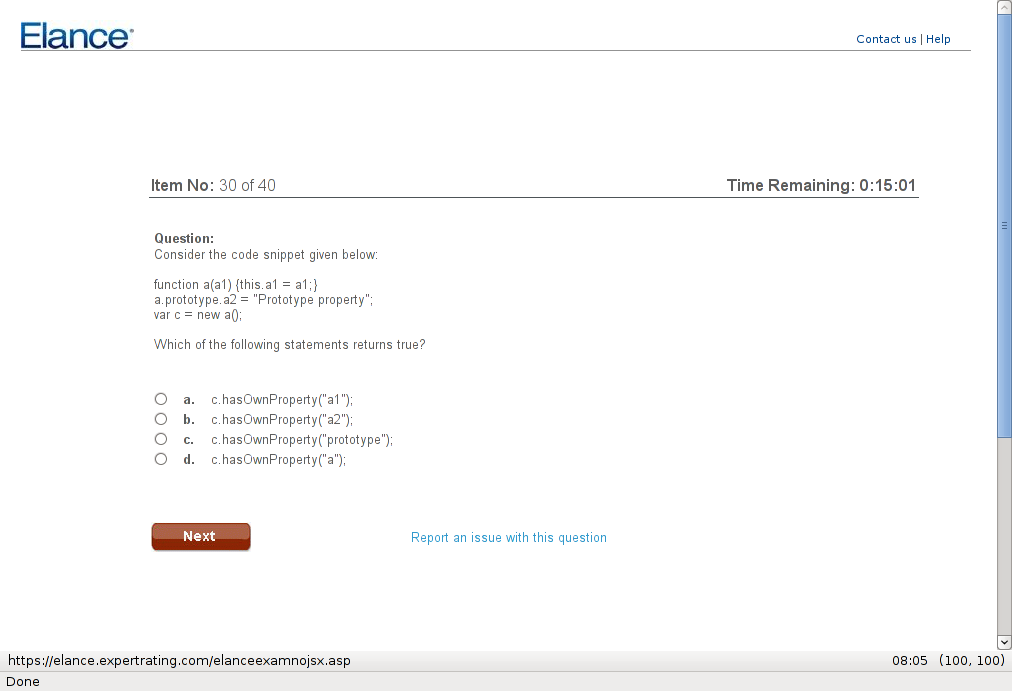 Elance
Contact us | Help
Item No: 30 of 40
Time Remaining: 0:15:01
Question:
Consider the code snippet given below:
function a(a1) {this.a1 = a1;}
a.prototype.a2 = "Prototype property";
var c = new a();
Which of the following statements returns true?
a. c.hasOwnProperty("a1");
b. c.hasOwnProperty("a2");
c. c.hasOwnProperty("prototype");
d. c.hasOwnProperty("a");
Next
Report an issue with this question
https://elance.expertrating.com/elanceexamnojsx.asp
08:05 (100, 100)
Done